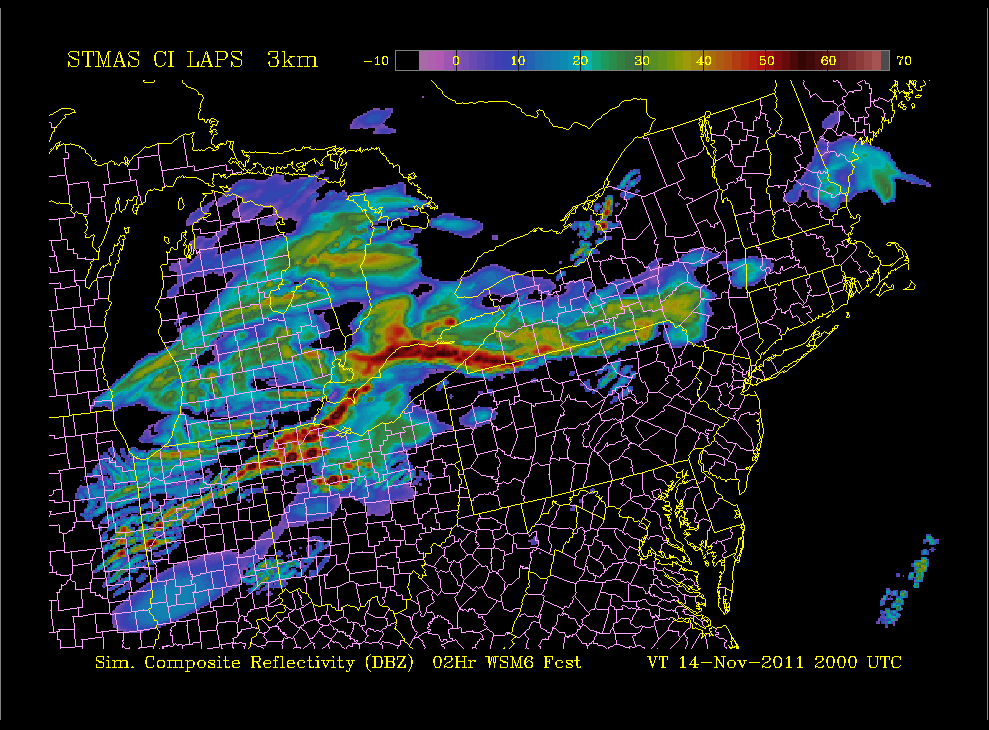 STMAS CI LAPS 3km
-10 0 10 20 30 40 50 60 70
Sim. Composite Reflectivity (DBZ) 02Hr WSM6 Fcst VT 14-Nov-2011 2000 UTC